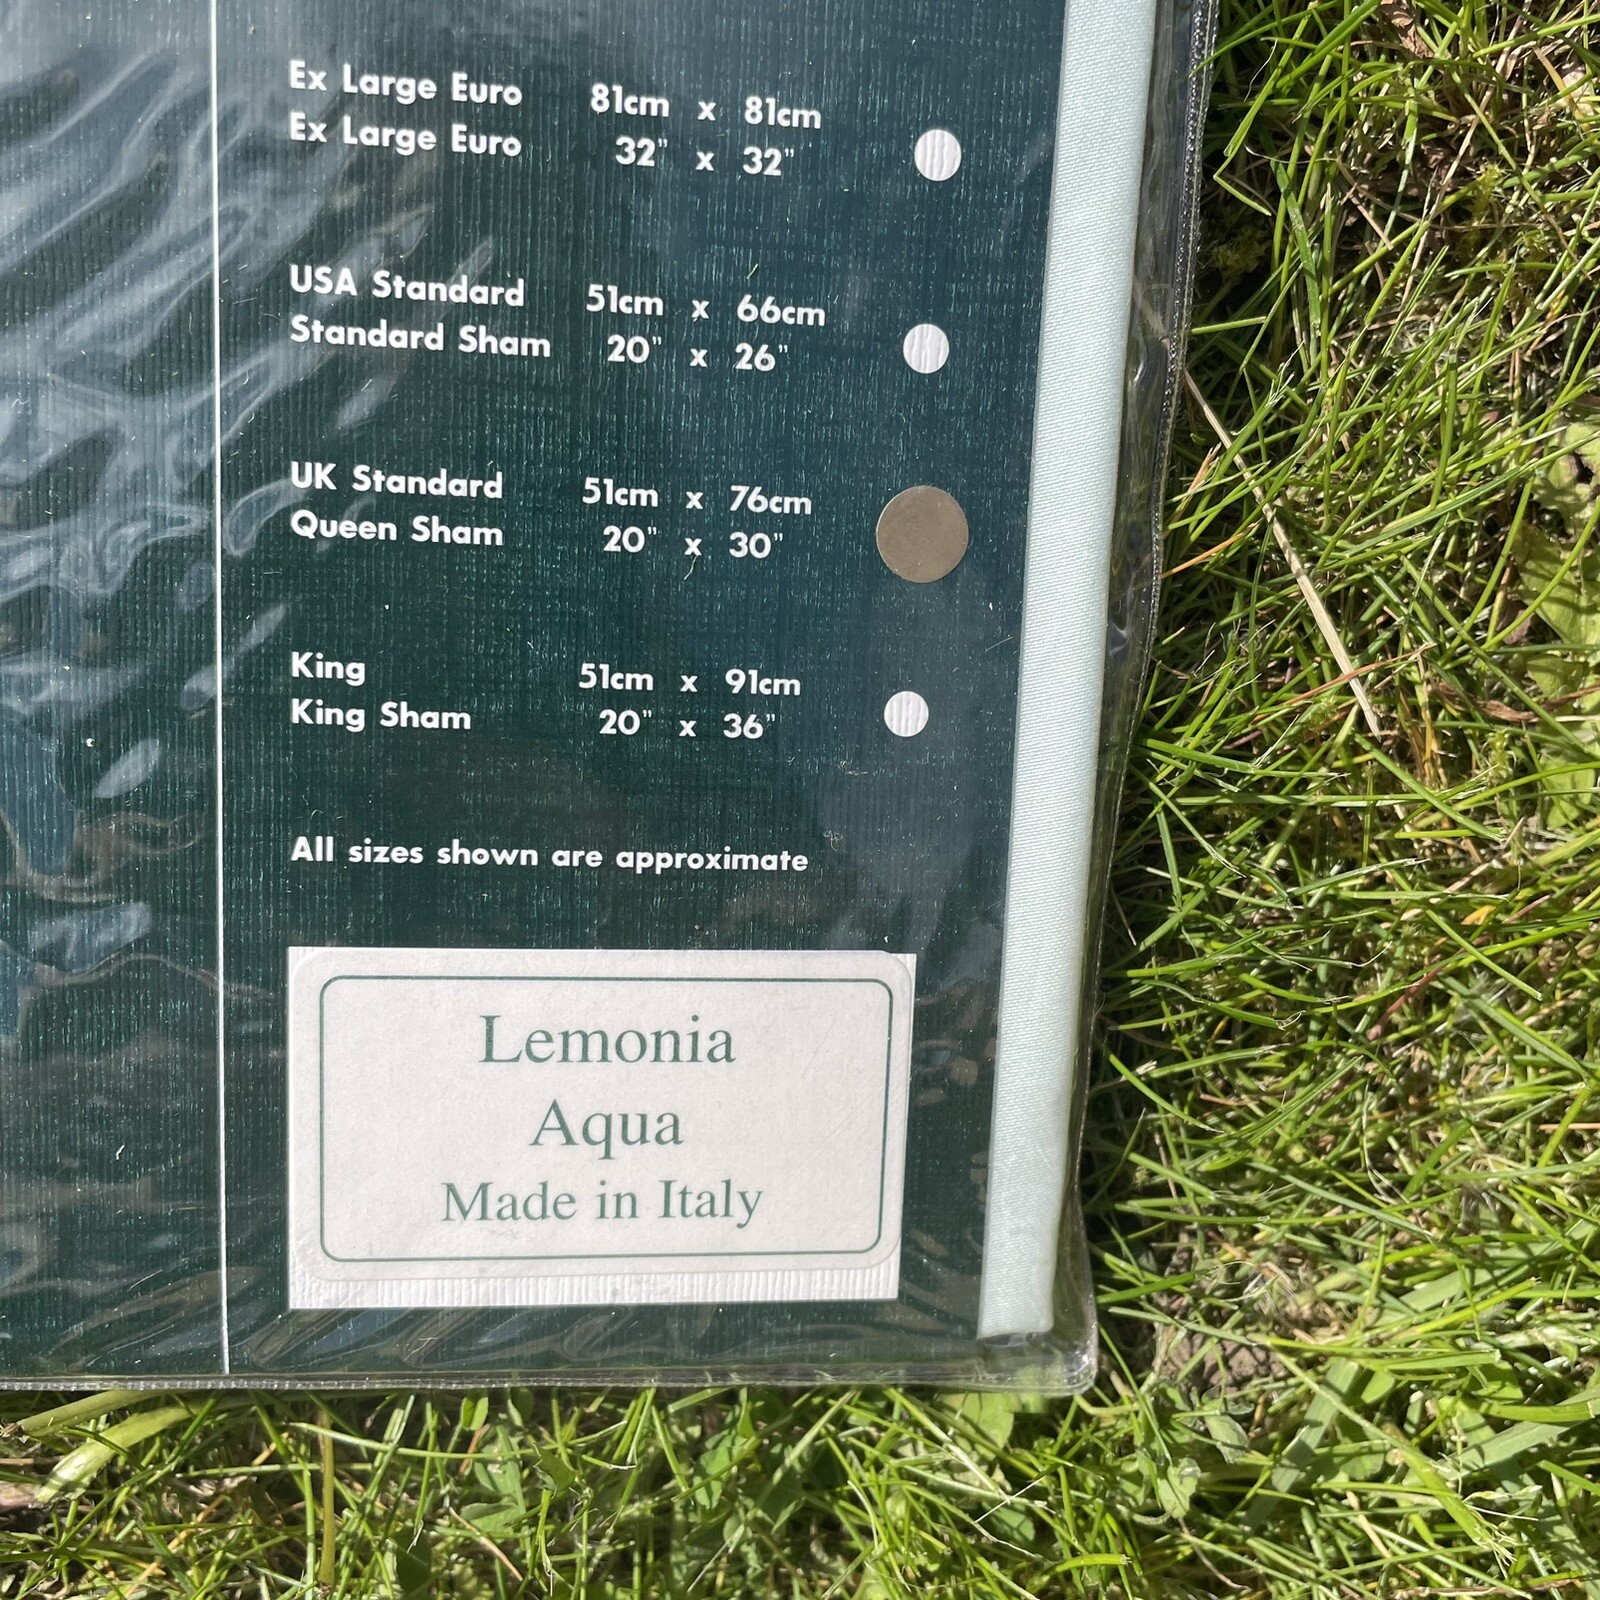 Ex Large Euro 81cm x 81cm
Ex Large Euro 32" x 32"
USA Standard 51cm x 66cm
Standard Sham 20" x 26"
UK Standard 51cm x 76cm
Queen Sham 20" x 30"
King 51cm x 91cm
King Sham 20" x 36"
All sizes shown are approximate
Lemonia
Aqua
Made in Italy